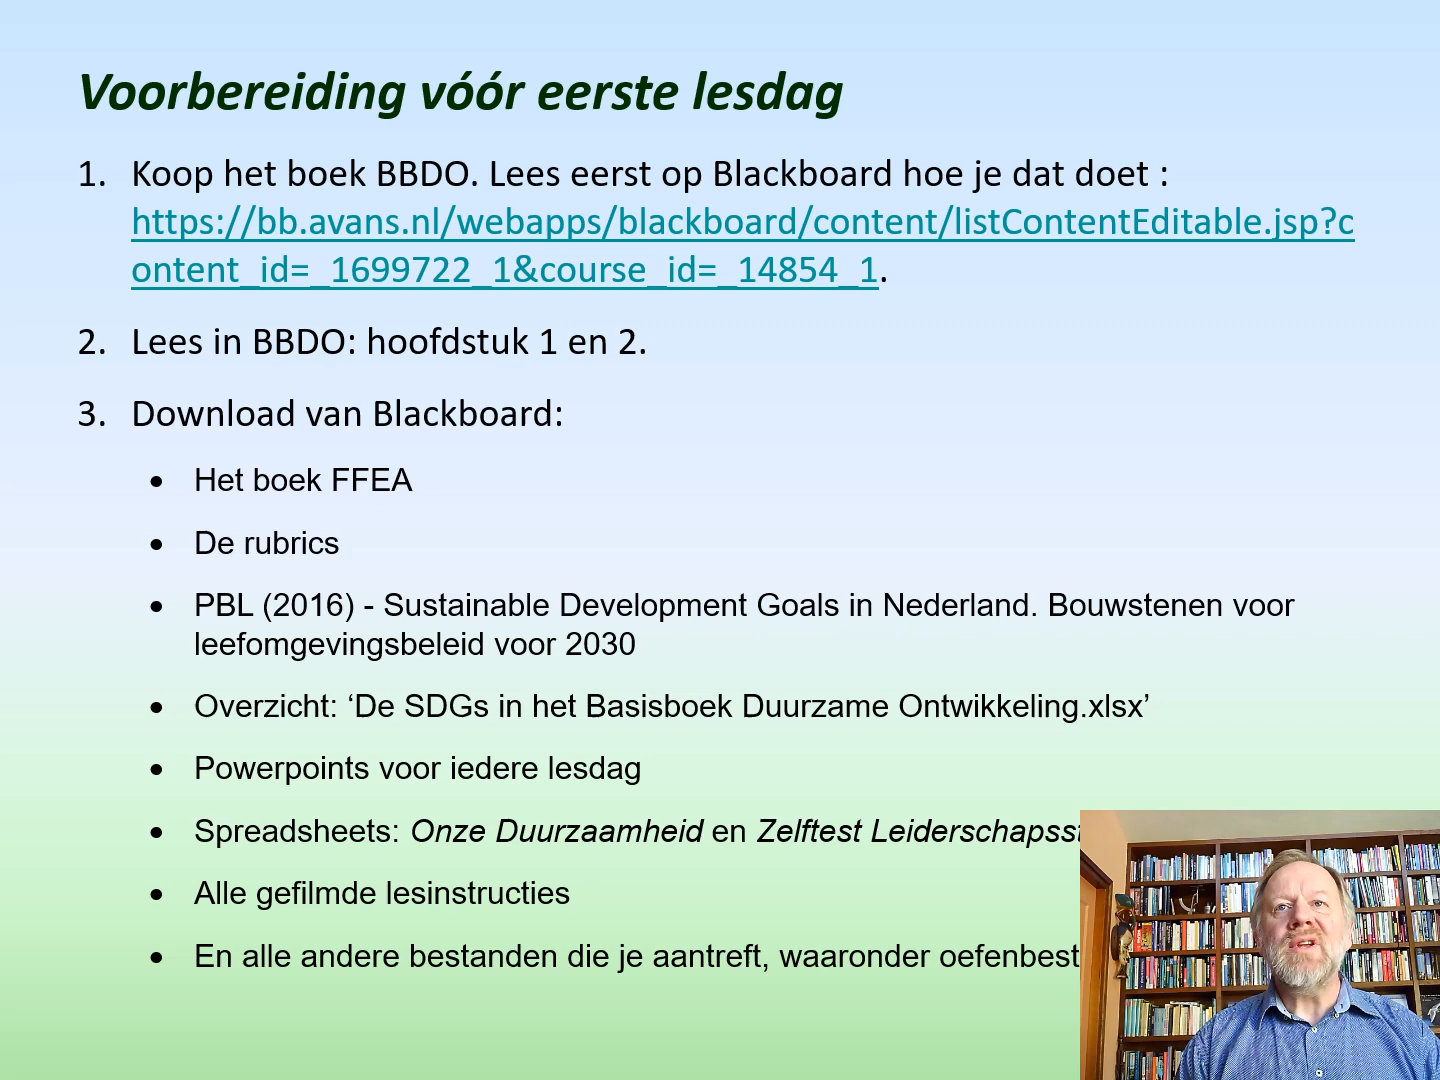 Voorbereiding vóór eerste lesdag
1. Koop het boek BBDO. Lees eerst op Blackboard hoe je dat doet :
https://bb.avans.nl/webapps/blackboard/content/listContentEditable.jsp?c
ontent_id=_1699722_1&course_id=_14854_1.
2. Lees in BBDO: hoofdstuk 1 en 2.
3. Download van Blackboard:
• Het boek FFEA
• De rubrics
• PBL (2016) - Sustainable Development Goals in Nederland. Bouwstenen voor
leefomgevingsbeleid voor 2030
• Overzicht: ‘De SDGs in het Basisboek Duurzame Ontwikkeling.xlsx’
• Powerpoints voor iedere lesdag
• Spreadsheets: Onze Duurzaamheid en Zelftest
• Alle gefilmde lesinstructies
• En alle andere bestanden die je aantreft, waaronder